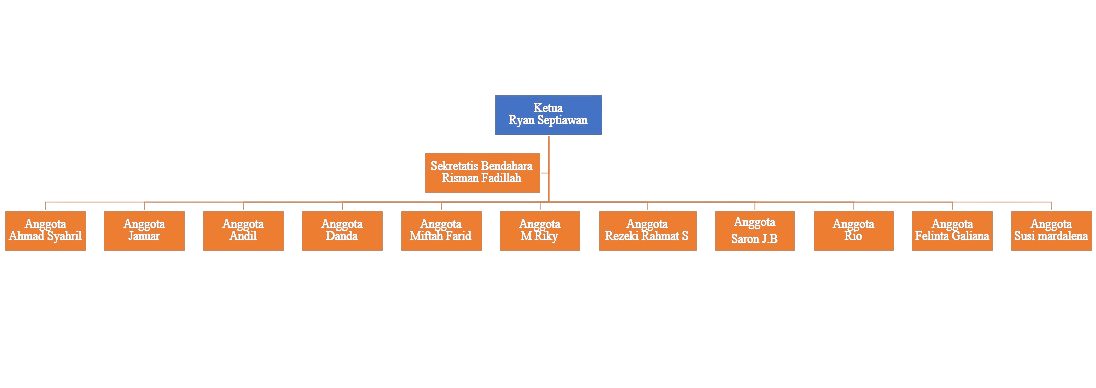 Ketua
Ryan Septiawan
Sekretatis Bendahara
Risman Fadillah
Anggota
Ahmad Syahril
Anggota
Januar
Anggota
Andil
Anggota
Danda
Anggota
Miftah Farid
Anggota
M Riky
Anggota
Rezeki Rahmat S
Anggota
Saron J.B
Anggota
Rio
Anggota
Felinta Galiana
Anggota
Susi mardalena